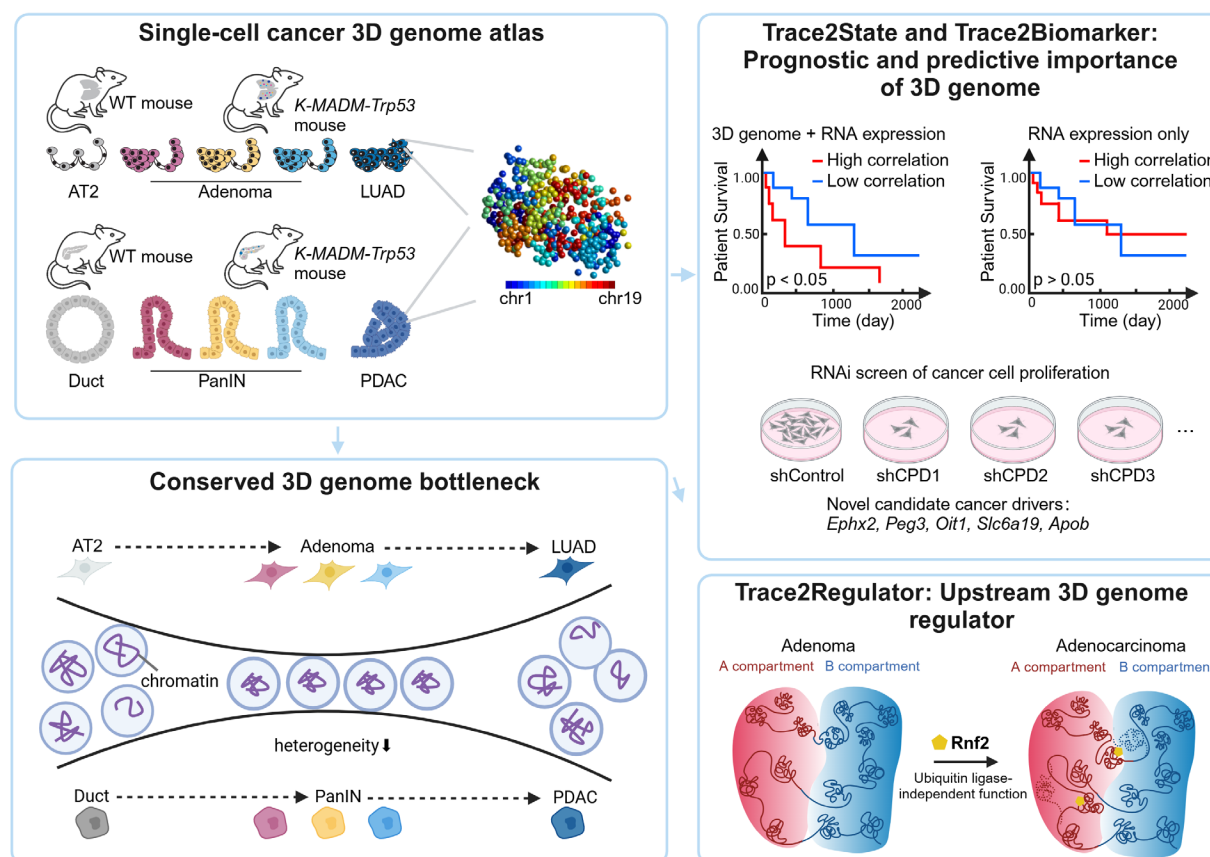 Single-cell cancer 3D genome atlas
WT mouse
K-MADM-Trp53
mouse
AT2
Adenoma
LUAD
WT mouse
K-MADM-Trp53
mouse
Duct
PanIN
PDAC
chr1
chr19
Trace2State and Trace2Biomarker:
Prognostic and predictive importance
of 3D genome
3D genome + RNA expression
High correlation
Low correlation
Patient Survival
1.00
0.50
0.00
p < 0.05
0
1000
2000
Time (day)
RNA expression only
High correlation
Low correlation
Patient Survival
1.00
0.50
0.00
p > 0.05
0
1000
2200
Time (day)
RNAi screen of cancer cell proliferation
shControl
shCPD1
shCPD2
shCPD3
...
Novel candidate cancer drivers:
Ephx2, Peg3, Oit1, Slc6a19, Apob
Conserved 3D genome bottleneck
AT2
Adenoma
LUAD
chromatin
heterogeneity⬇
Duct
PanIN
PDAC
Trace2Regulator: Upstream 3D genome
regulator
Adenoma
A compartment
B compartment
Rnf2
Ubiquitin ligase-
independent function
Adenocarcinoma
A compartment
B compartment